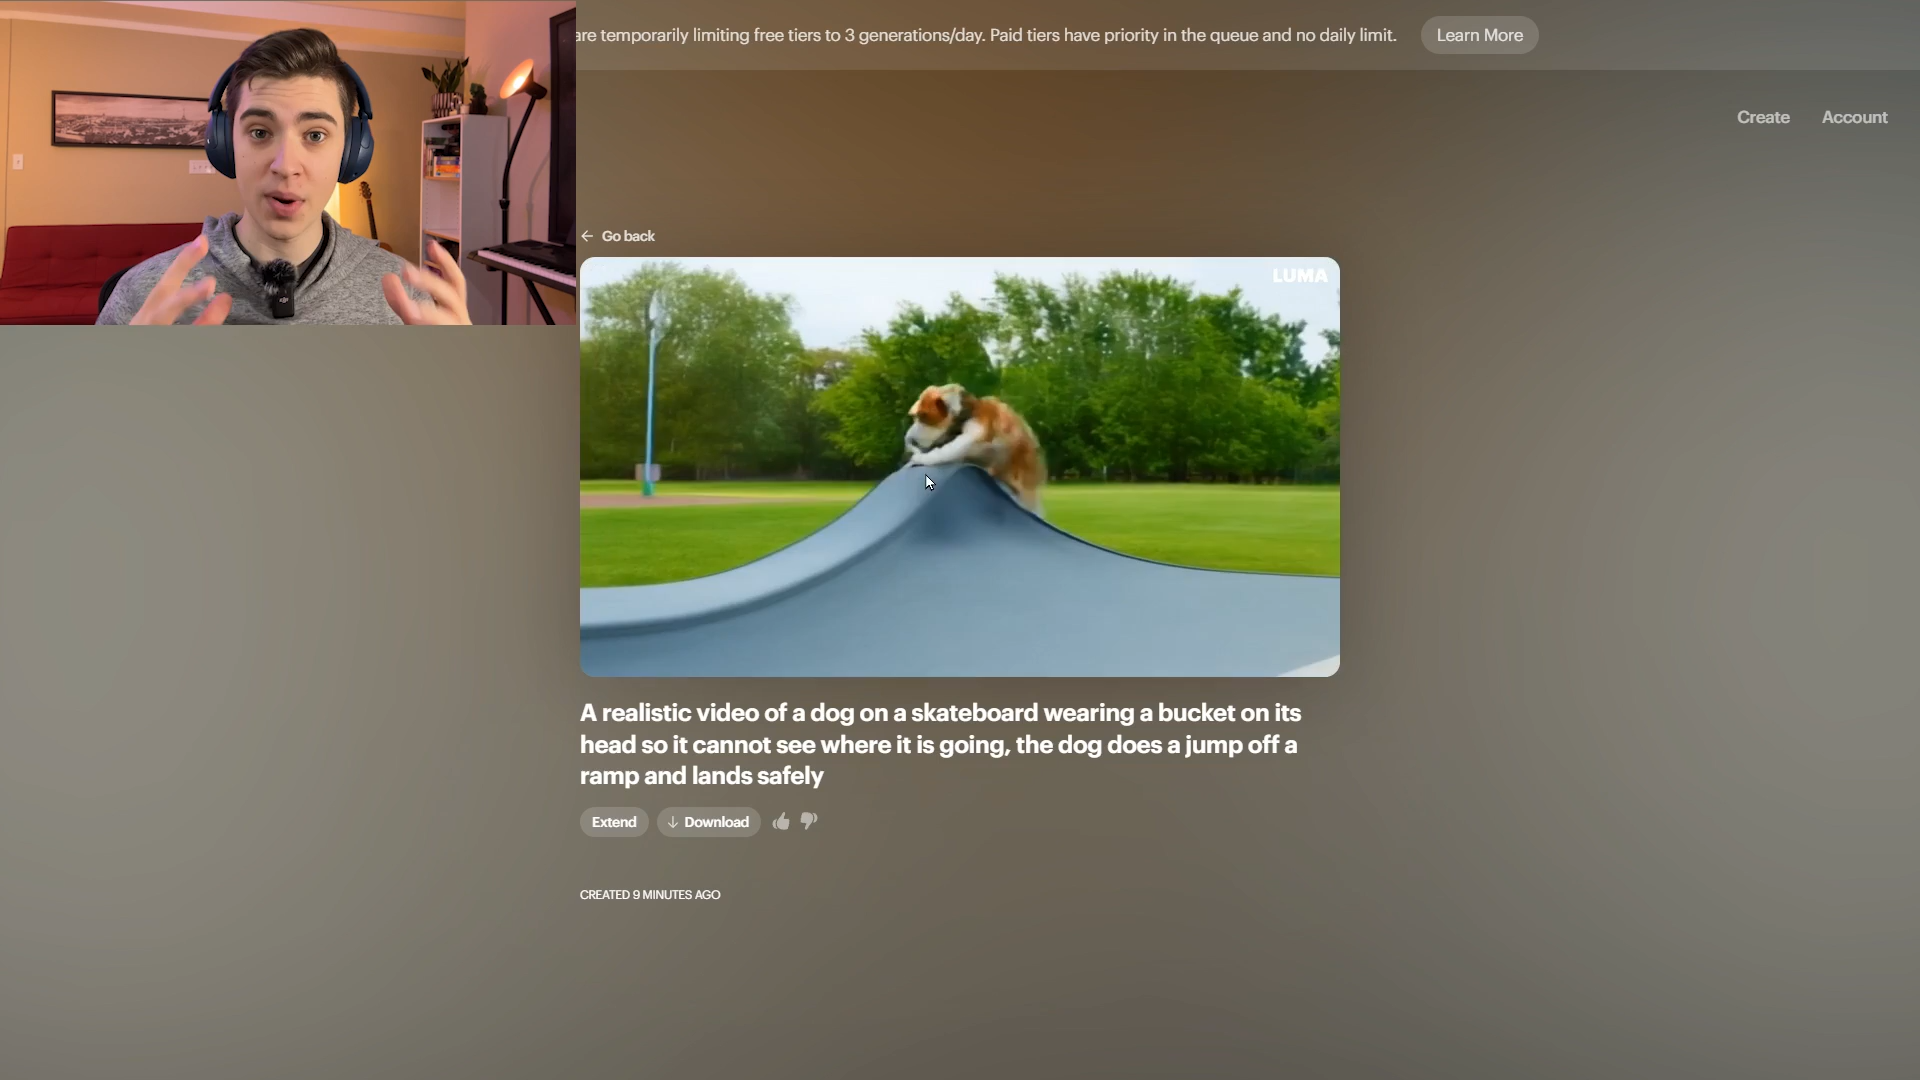 are temporarily limiting free tiers to 3 generations/day. Paid tiers have priority in the queue and no daily limit.
Learn More
Create
Account
← Go back
LUMA
A realistic video of a dog on a skateboard wearing a bucket on its
head so it cannot see where it is going, the dog does a jump off a
ramp and lands safely
Extend
↓ Download
CREATED 9 MINUTES AGO